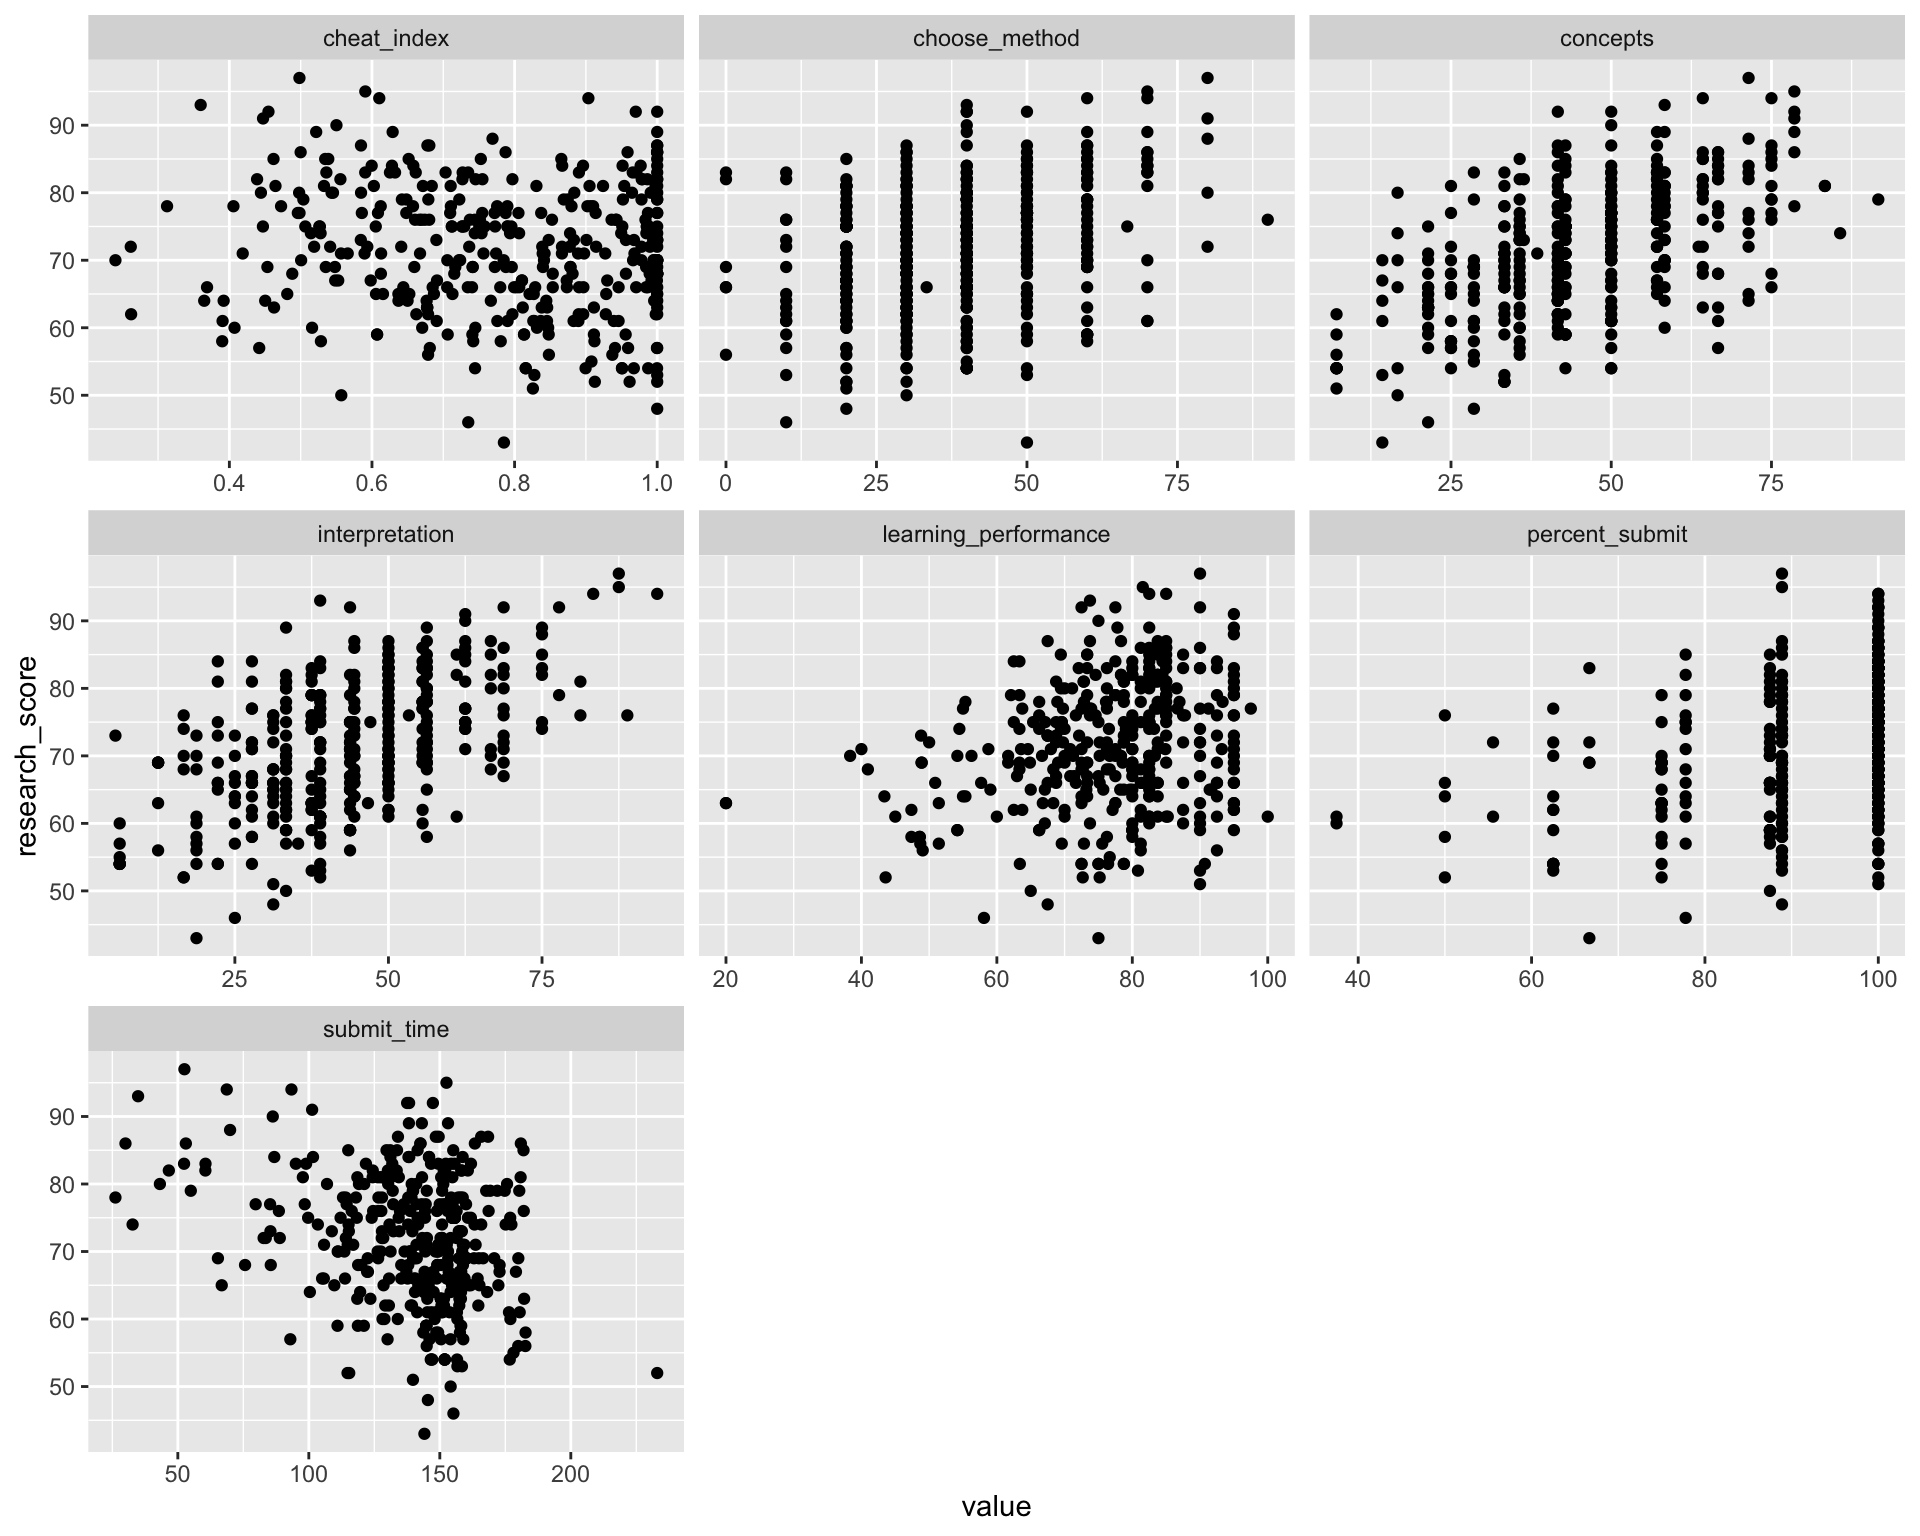 cheat_index choose_method concepts
90
80
70
60
50
0.4 0.6 0.8 1.0 0 25 50 75 25 50 75
interpretation learning_performance percent_submit
90
80
70
60
50
25 50 75 20 40 60 80 100 40 60 80 100
research_score
submit_time
90
80
70
60
50
50 100 150 200
value